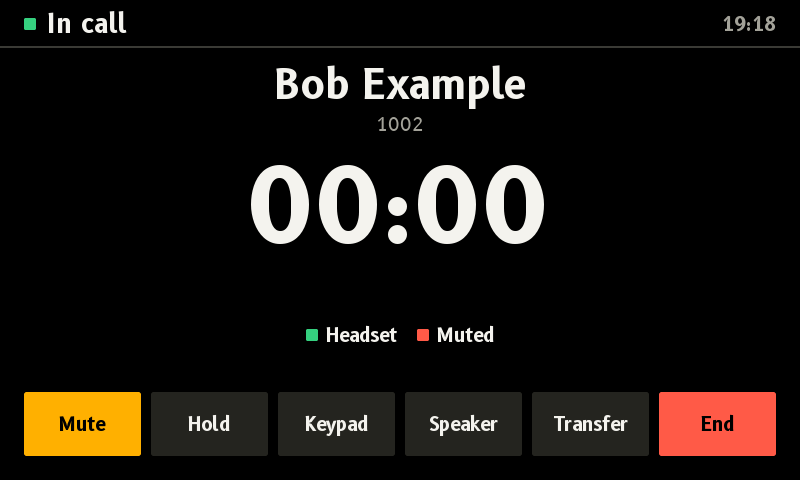 In call 19:18
Bob Example
1002
00:00
Headset Muted
Mute Hold Keypad Speaker Transfer End